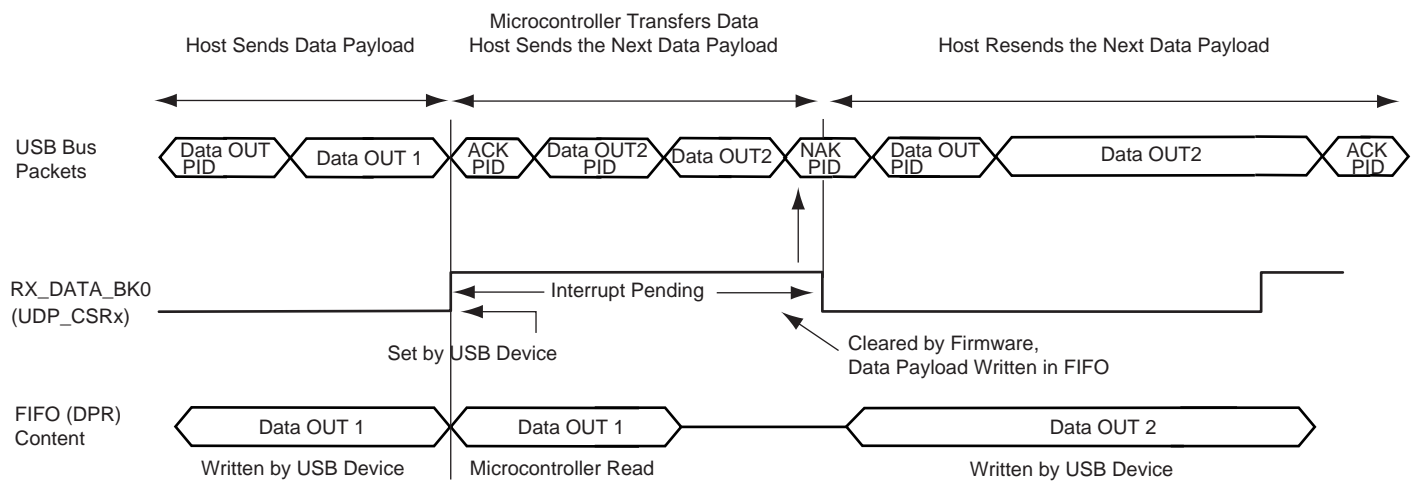 Microcontroller Transfers Data
Host Sends Data Payload
Host Sends the Next Data Payload
Host Resends the Next Data Payload
USB Bus
Packets
Data OUT
PID
Data OUT 1
ACK
PID
Data OUT2
PID
Data OUT2
NAK
PID
Data OUT
PID
Data OUT2
ACK
PID
RX_DATA_BK0
(UDP_CSRx)
Interrupt Pending
Set by USB Device
Cleared by Firmware,
Data Payload Written in FIFO
FIFO (DPR)
Content
Data OUT 1
Data OUT 1
Data OUT 2
Written by USB Device
Microcontroller Read
Written by USB Device